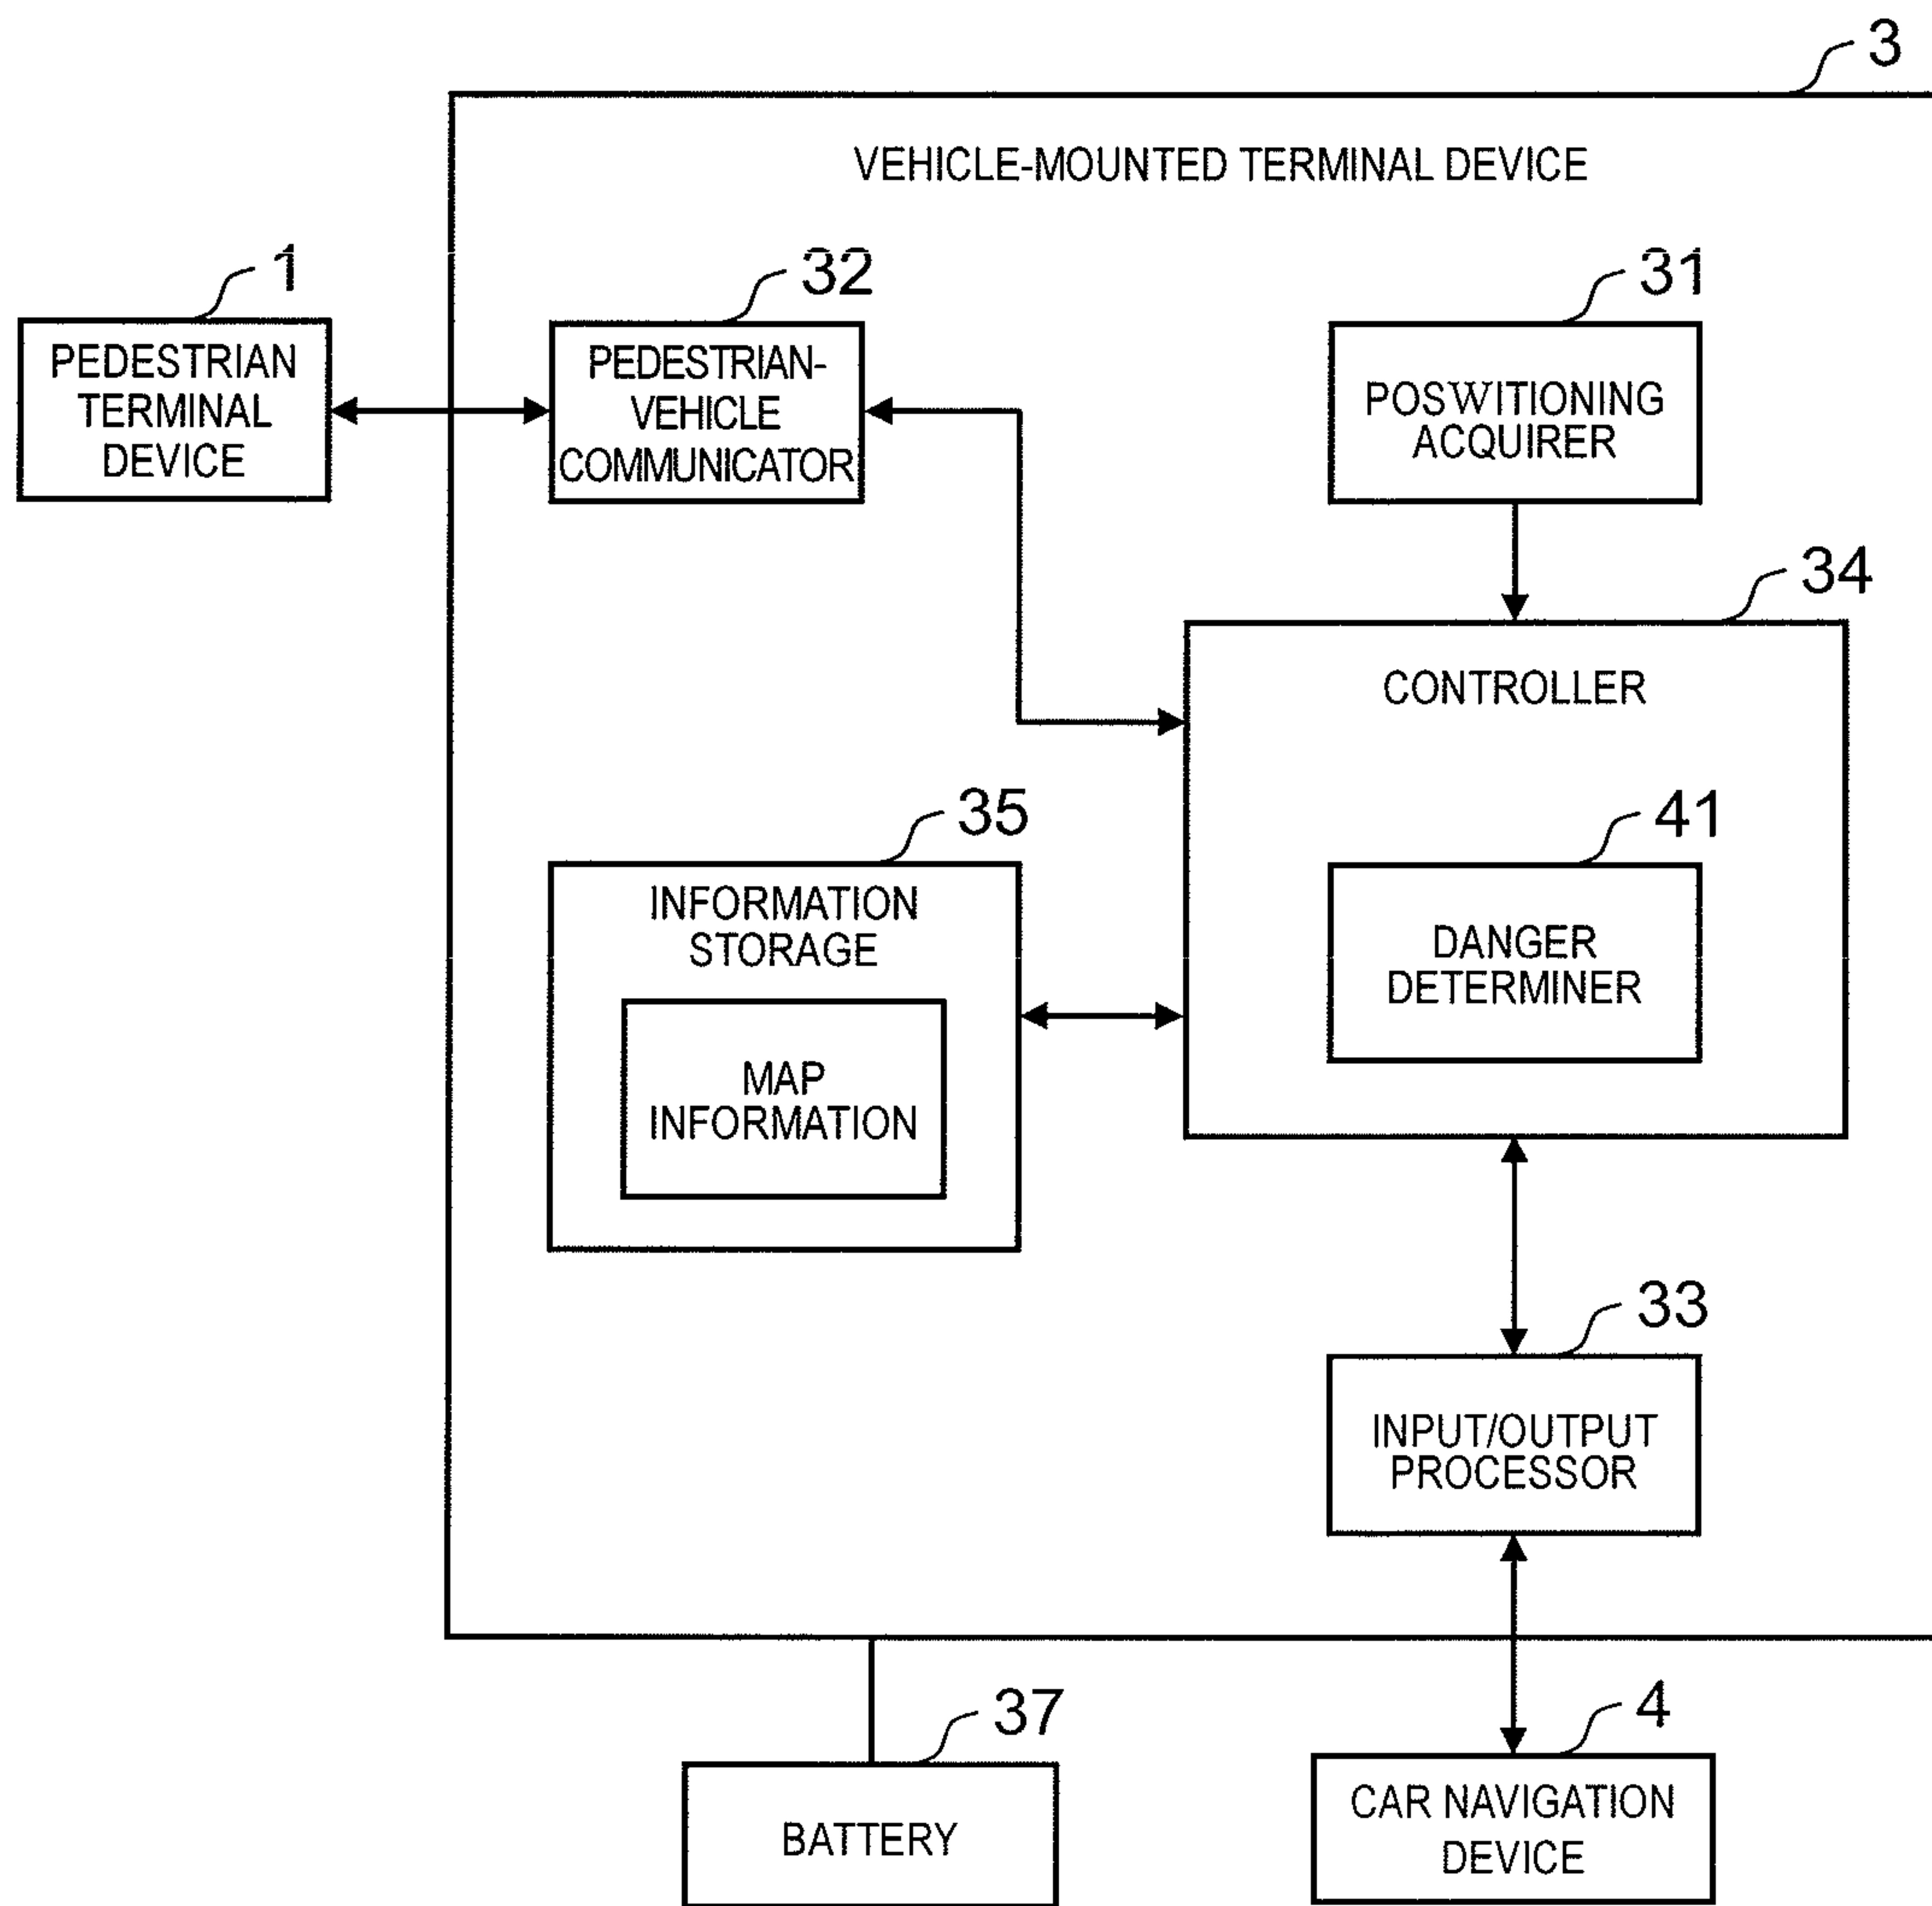 3
VEHICLE-MOUNTED TERMINAL DEVICE
1
PEDESTRIAN
TERMINAL
DEVICE
32
PEDESTRIAN-
VEHICLE
COMMUNICATOR
31
POSWITIONING
ACQUIRER
34
CONTROLLER
41
DANGER
DETERMINER
35
INFORMATION
STORAGE
MAP
INFORMATION
33
INPUT/OUTPUT
PROCESSOR
37
BATTERY
4
CAR NAVIGATION
DEVICE